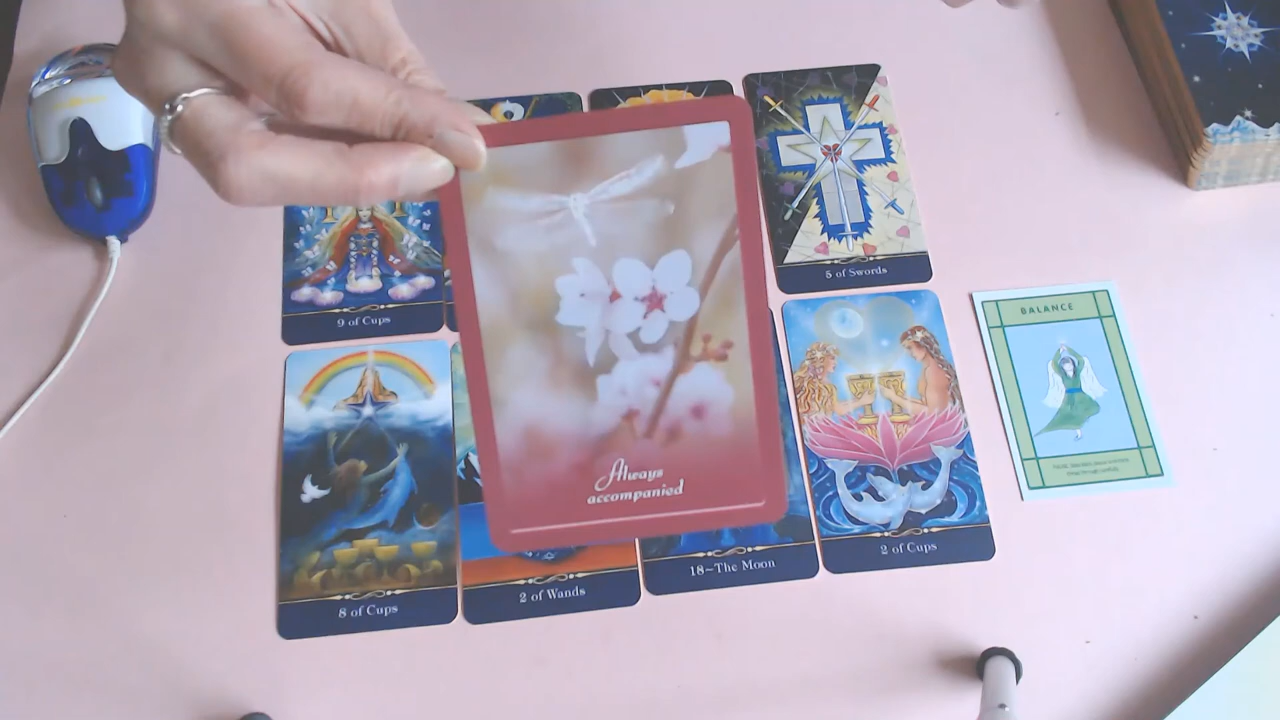 5 of Swords
9 of Cups
BALANCE
Always
accompanied
2 of Cups
18~The Moon
2 of Wands
8 of Cups